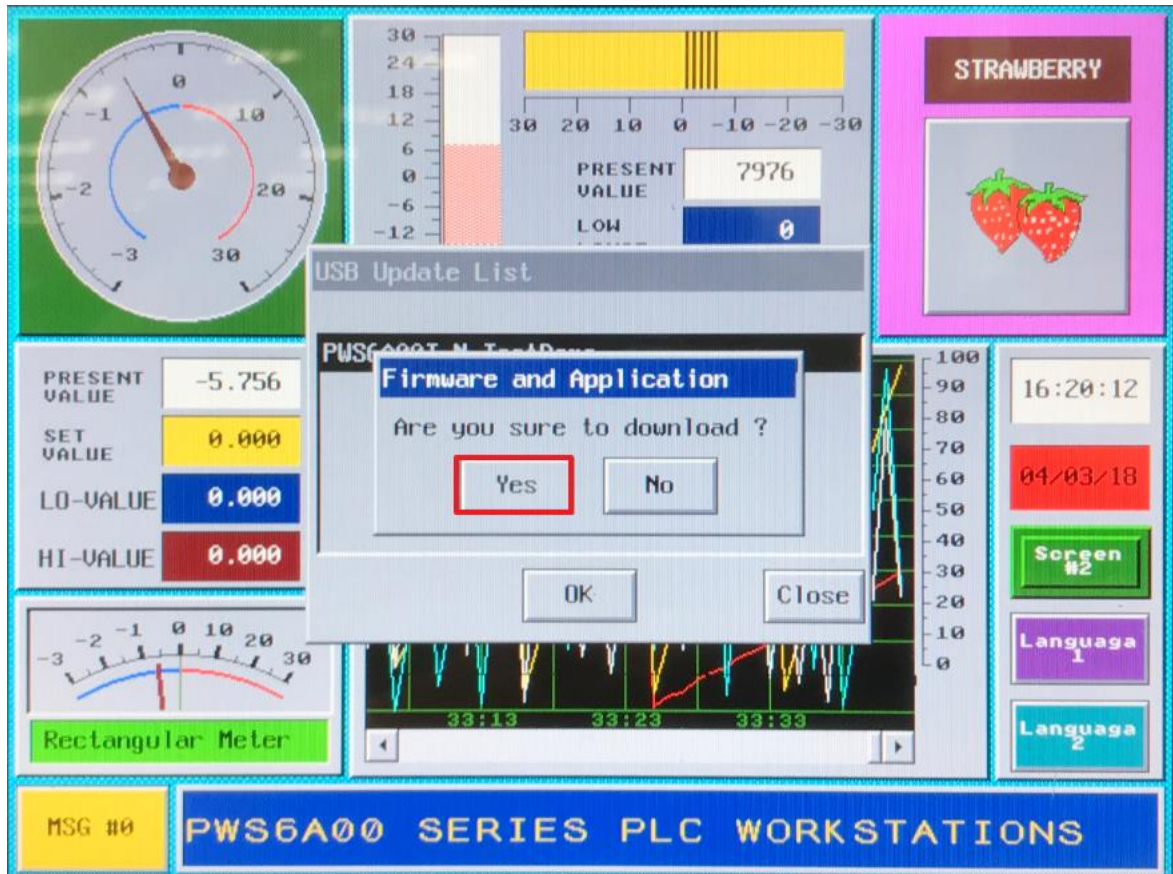 0
-1
10
-2
20
-3
30
30
24
18
12
6
0
-6
-12
30 20 10 0 -10 -20 -30
PRESENT
VALUE
7976
LOW
0
STRAWBERRY
USB Update List
Firmware and Application
Are you sure to download ?
Yes
No
OK
Close
PRESENT
VALUE
-5.756
SET
VALUE
0.000
LO-VALUE
0.000
HI-VALUE
0.000
100
90
80
70
60
50
40
30
20
10
0
33:13 33:23 33:33
16:20:12
04/03/18
Screen
#2
Languaga
1
Languaga
2
-3 -2 -1 0 10 20 30
Rectangular Meter
MSG #0
PWS6A00 SERIES PLC WORKSTATIONS